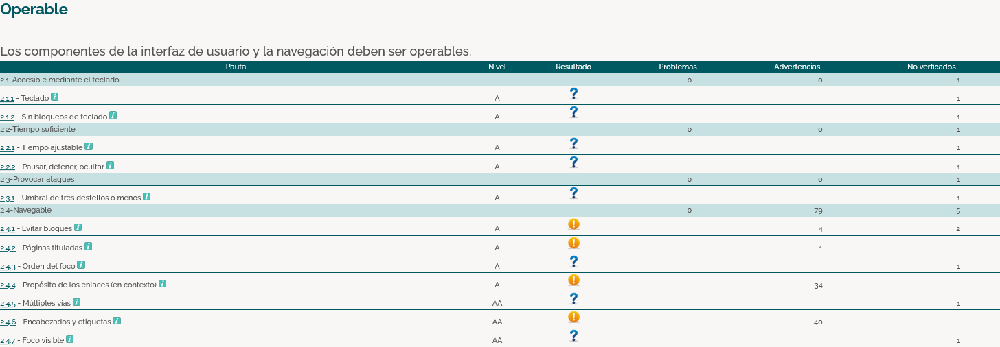 Operable
Los componentes de la interfaz de usuario y la navegación deben ser operables.
Pauta Nivel Resultado Problemas Advertencias No verficados
2.1-Accesible mediante el teclado 0 0 1
2.1.1 - Teclado i A ? 1
2.1.2 - Sin bloqueos de teclado i A ? 1
2.2-Tiempo suficiente 0 0 1
2.2.1 - Tiempo ajustable i A ? 1
2.2.2 - Pausar, detener, ocultar i A ? 1
2.3-Provocar ataques 0 0 1
2.3.1 - Umbral de tres destellos o menos i A ? 1
2.4-Navegable 0 79 5
2.4.1 - Evitar bloques i A ! 4 2
2.4.2 - Páginas tituladas i A ! 1
2.4.3 - Orden del foco i A ? 1
2.4.4 - Propósito de los enlaces (en contexto) i A ! 34
2.4.5 - Múltiples vías i AA ? 1
2.4.6 - Encabezados y etiquetas i AA ! 40
2.4.7 - Foco visible i AA ? 1